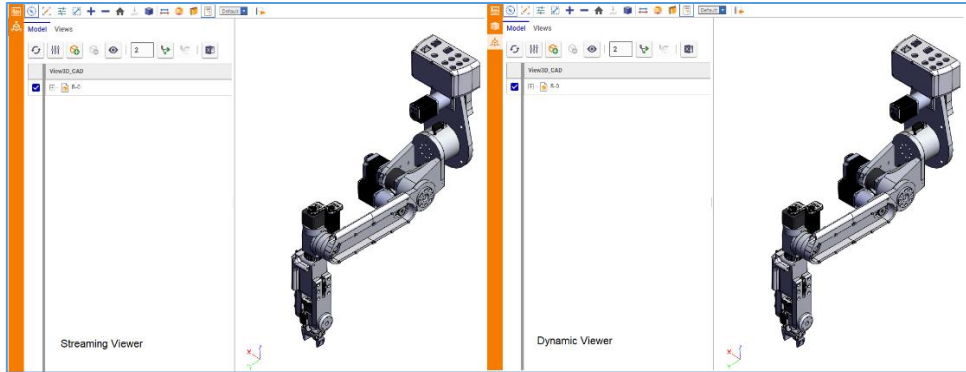 Default
Model Views
2
View3D_CAD
Streaming Viewer
Z
X
Y
Default
Model Views
2
View3D_CAD
Dynamic Viewer
Z
X
Y